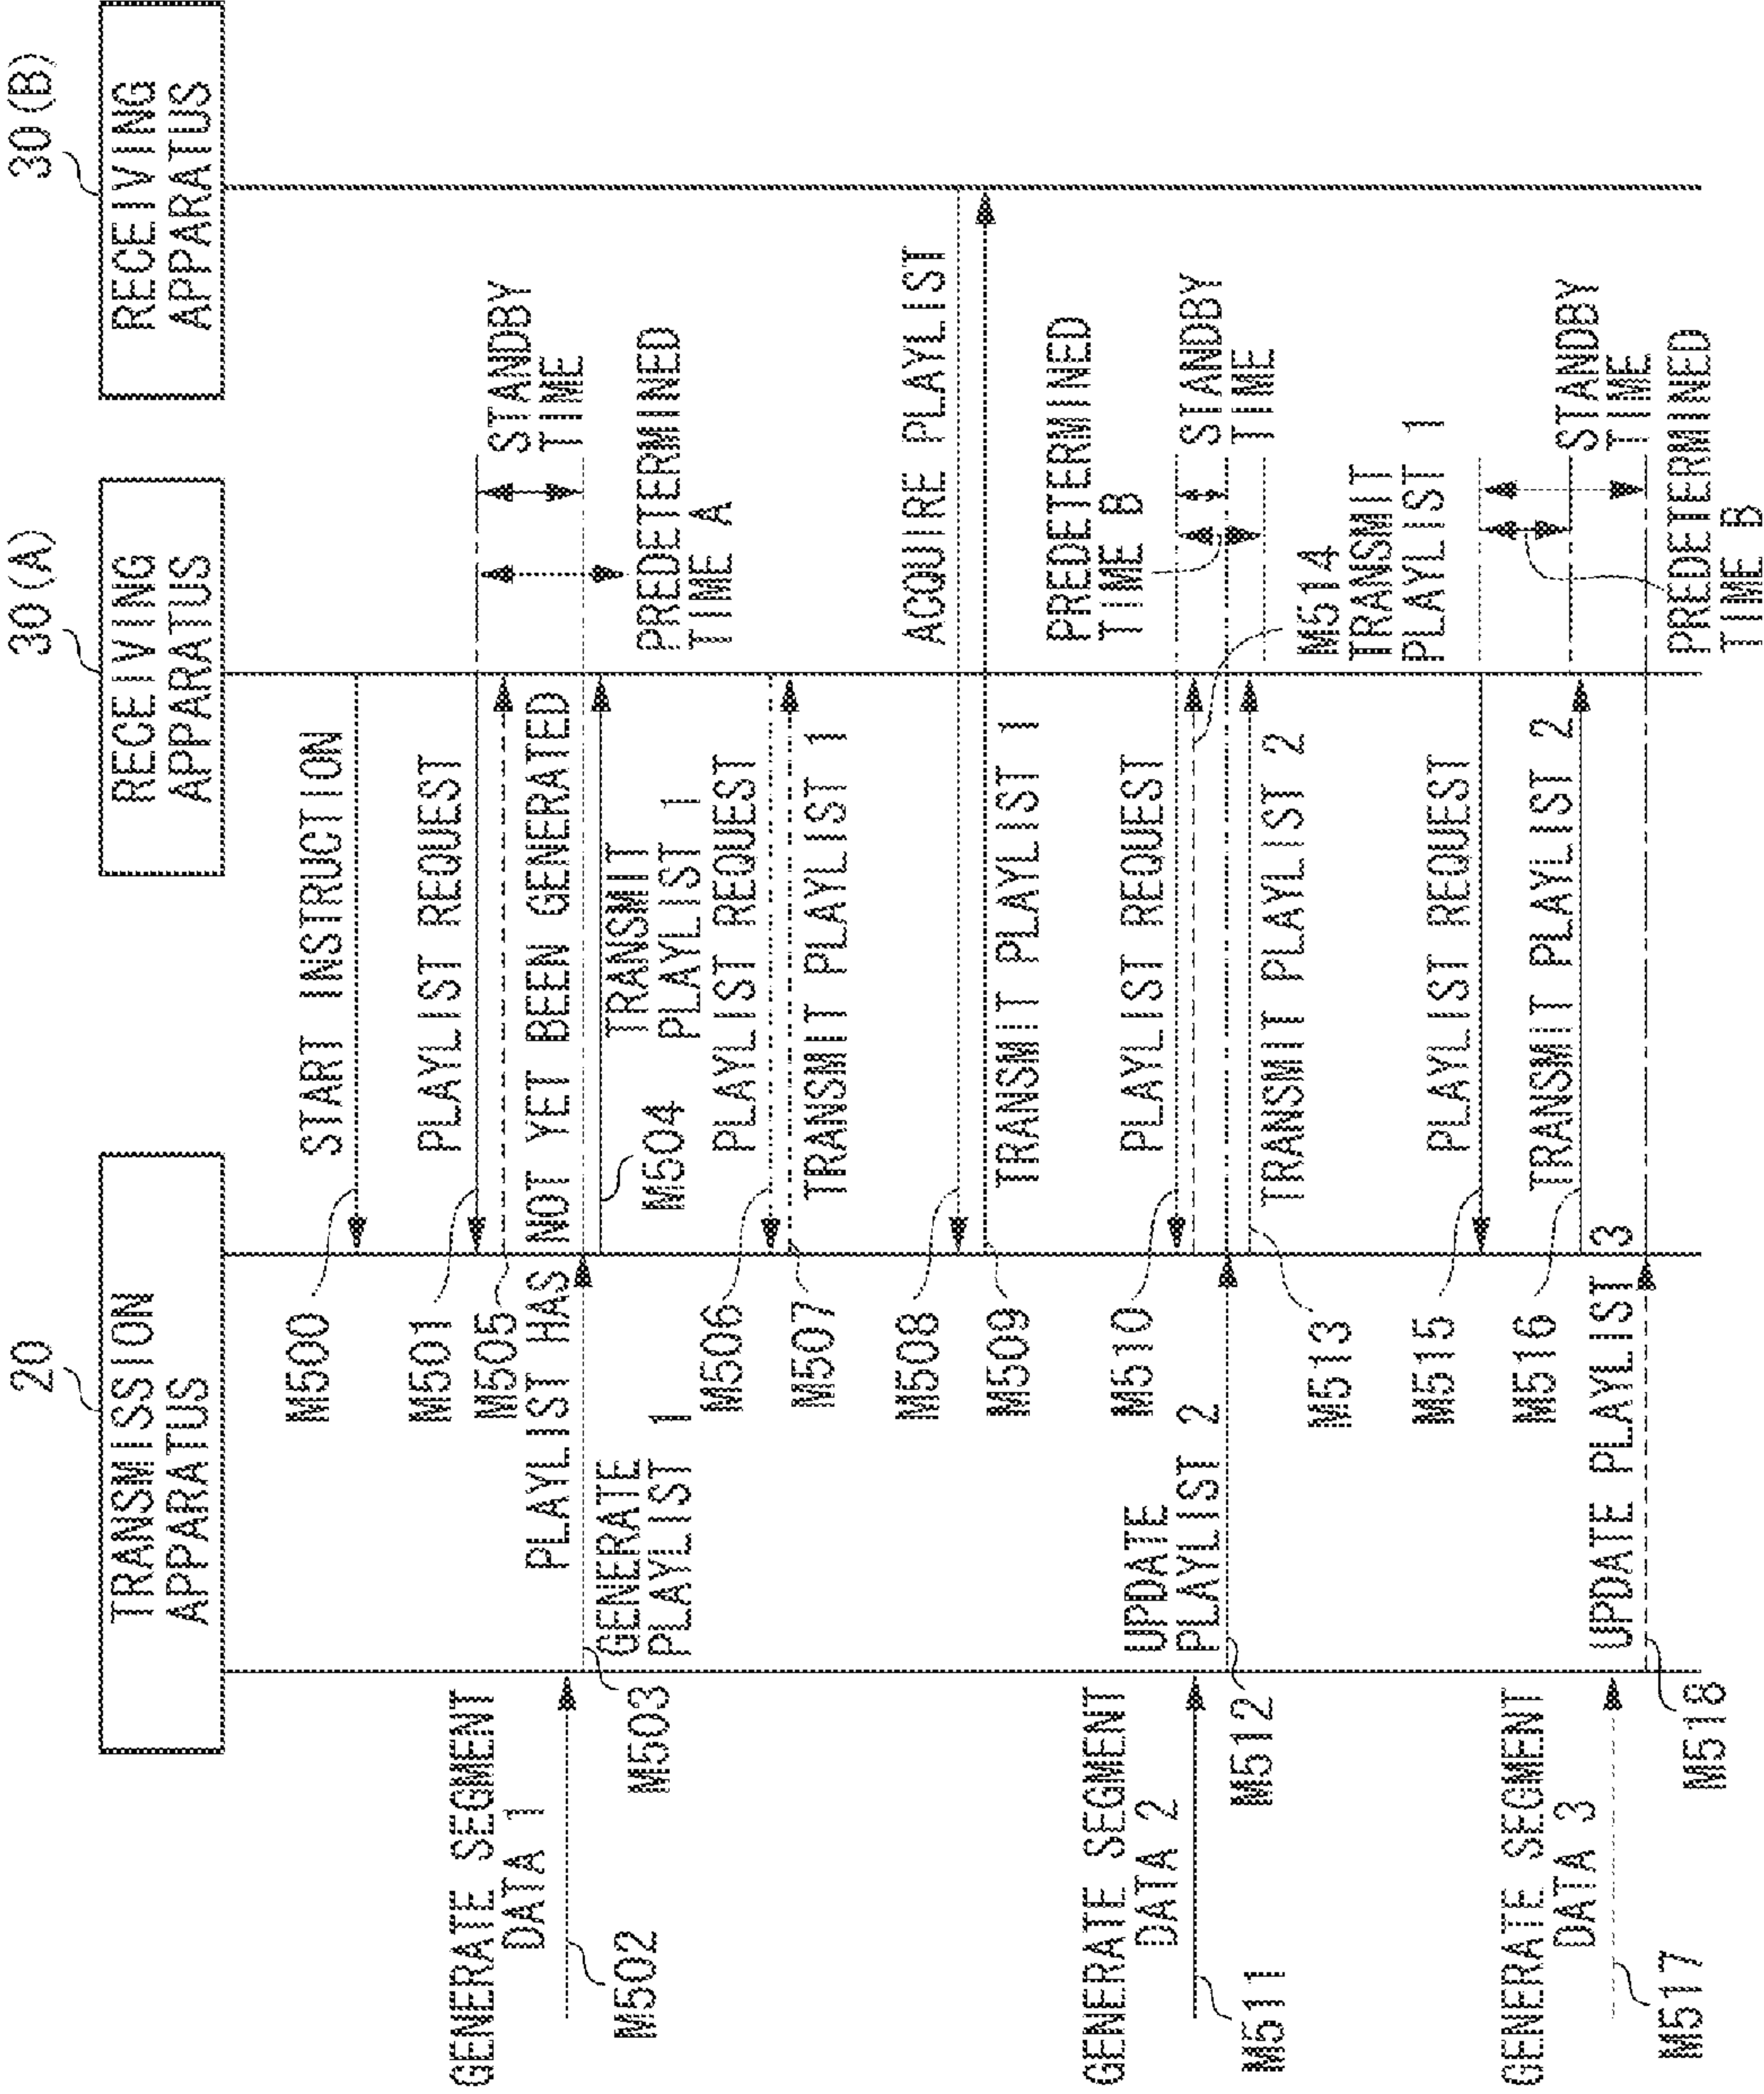 20
TRANSMISSION
APPARATUS
30(A)
RECEIVING
APPARATUS
30(B)
RECEIVING
APPARATUS
START INSTRUCTION
M500
PLAYLIST REQUEST
M501
STANDBY
TIME
M505
PLAYLIST HAS NOT YET BEEN GENERATED
GENERATE SEGMENT
DATA 1
M502
GENERATE
PLAYLIST 1
M503
TRANSMIT
PLAYLIST 1
M504
PREDETERMINED
TIME A
PLAYLIST REQUEST
M506
TRANSMIT PLAYLIST 1
M507
ACQUIRE PLAYLIST
M508
TRANSMIT PLAYLIST 1
M509
PREDETERMINED
TIME B
PLAYLIST REQUEST
M510
STANDBY
TIME
GENERATE SEGMENT
DATA 2
M511
UPDATE
PLAYLIST 2
M512
TRANSMIT PLAYLIST 2
M513
M514
TRANSMIT
PLAYLIST 1
PLAYLIST REQUEST
M515
TRANSMIT PLAYLIST 2
M516
STANDBY
TIME
PREDETERMINED
TIME B
GENERATE SEGMENT
DATA 3
M517
UPDATE PLAYLIST 3
M518